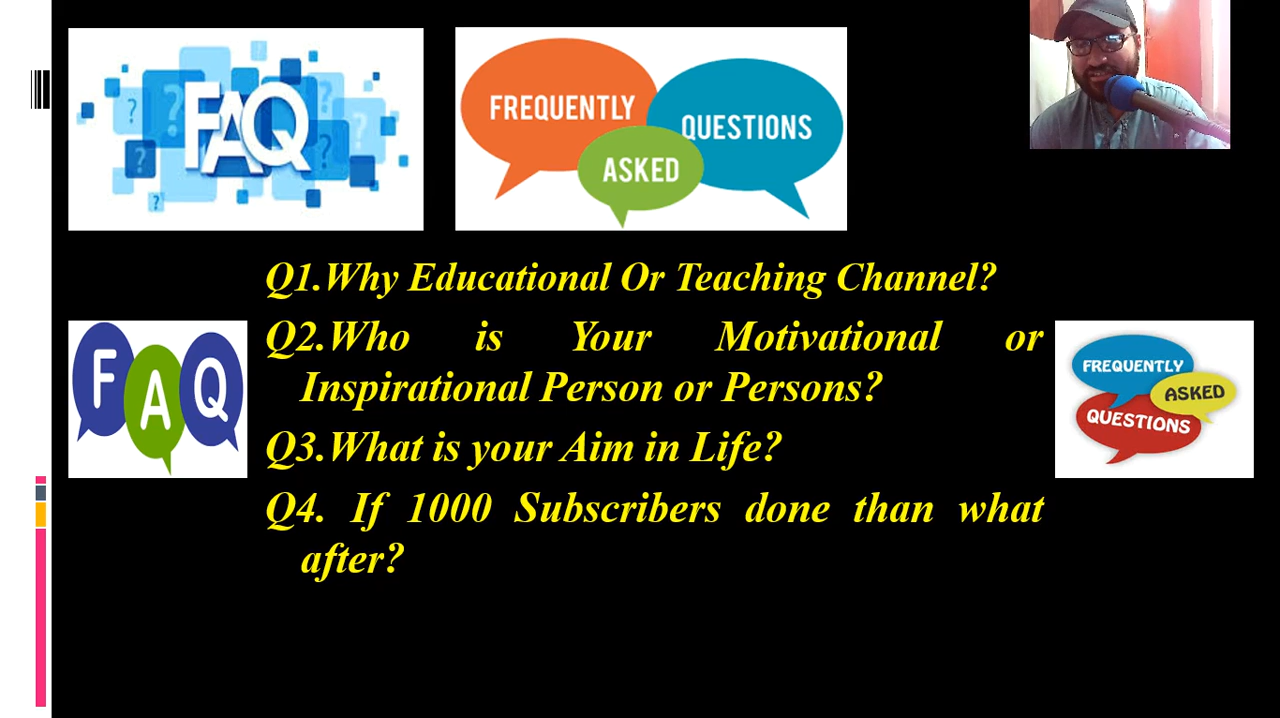 FAQ
FREQUENTLY
ASKED
QUESTIONS
Q1.Why Educational Or Teaching Channel?
Q2.Who is Your Motivational or
Inspirational Person or Persons?
Q3.What is your Aim in Life?
Q4. If 1000 Subscribers done than what
after?
FAQ
FREQUENTLY
ASKED
QUESTIONS